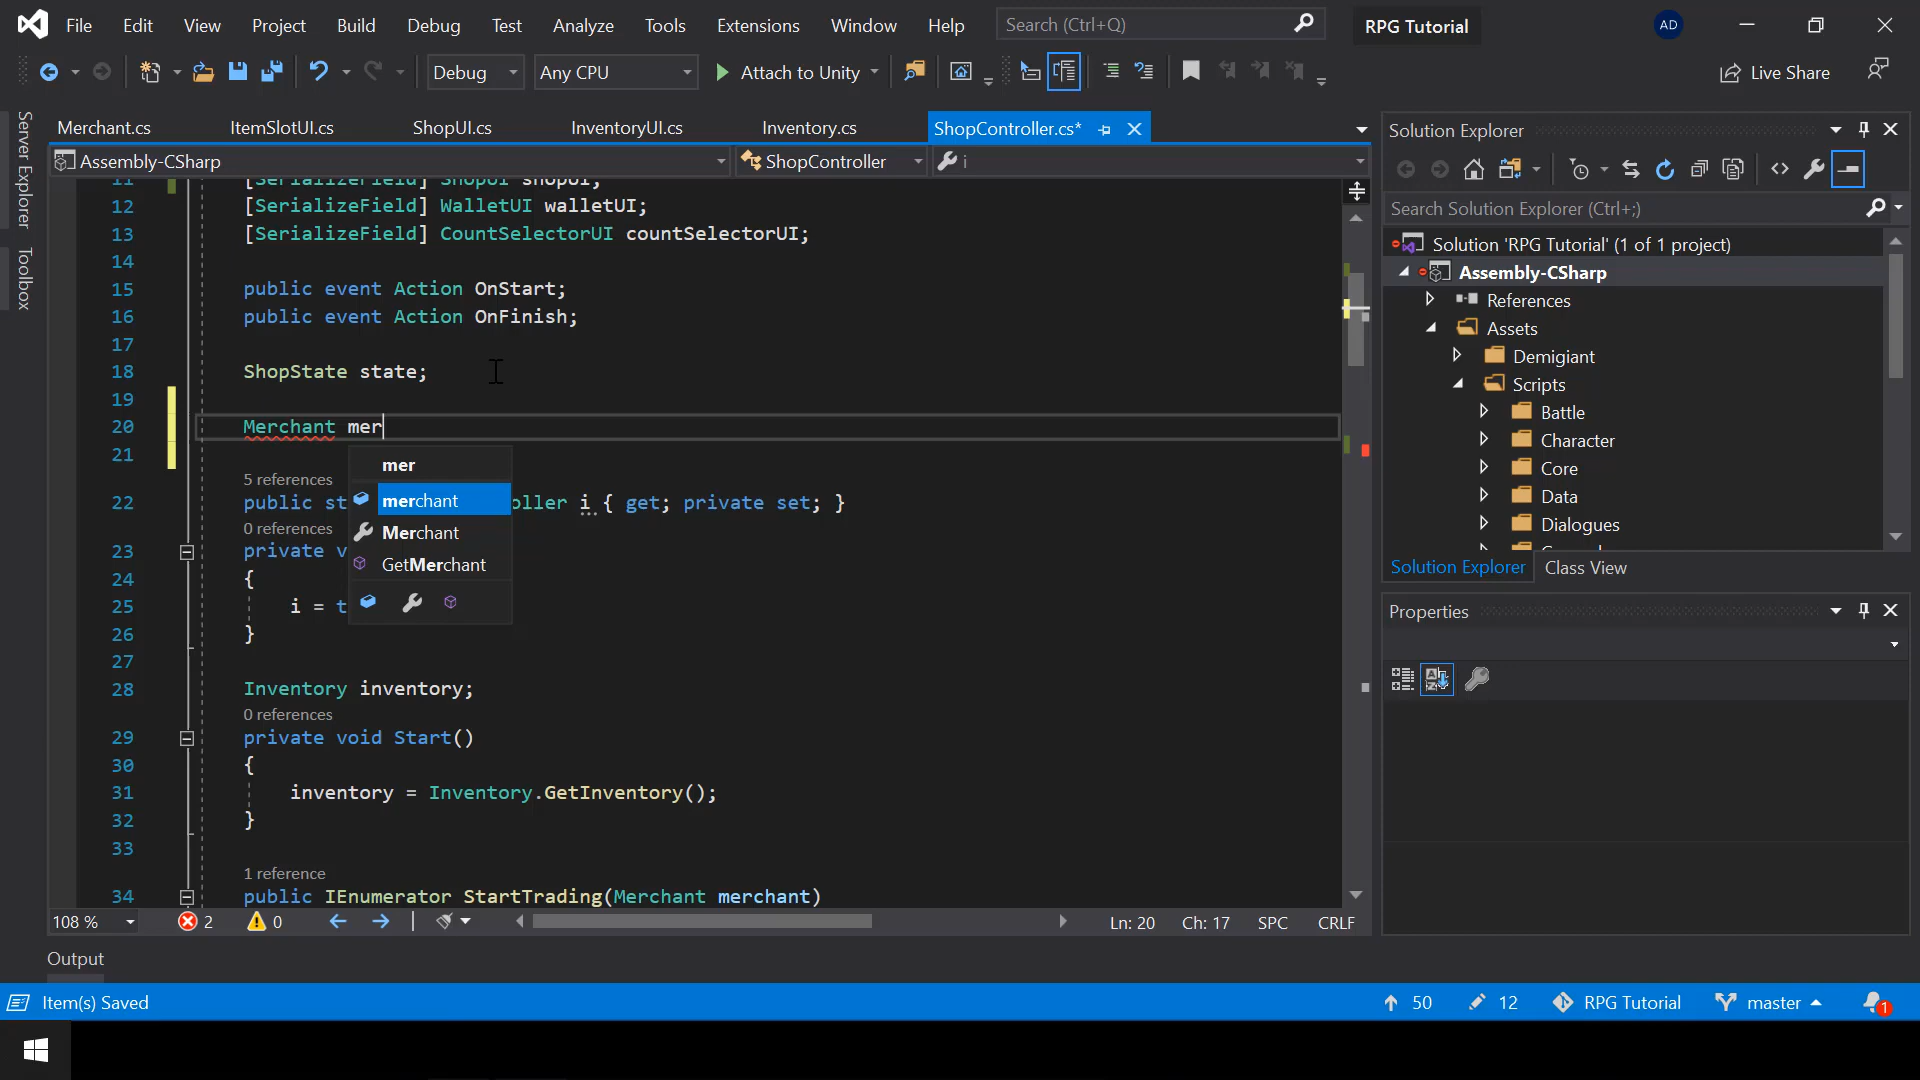 File Edit View Project Build Debug Test Analyze Tools Extensions Window Help Search (Ctrl+Q) RPG Tutorial AD
Debug Any CPU Attach to Unity Live Share
Server Explorer
Toolbox
Merchant.cs ItemSlotUI.cs ShopUI.cs InventoryUI.cs Inventory.cs ShopController.cs*
Assembly-CSharp ShopController i
11 [SerializeField] ShopUI shopUI;
12 [SerializeField] WalletUI walletUI;
13 [SerializeField] CountSelectorUI countSelectorUI;
14
15 public event Action OnStart;
16 public event Action OnFinish;
17
18 ShopState state;
19
20 Merchant mer
21
mer
merchant
Merchant
GetMerchant
5 references
22 public st oller i { get; private set; }
0 references
23 private v
24 {
25 i = t
26 }
27
28 Inventory inventory;
0 references
29 private void Start()
30 {
31 inventory = Inventory.GetInventory();
32 }
33
1 reference
34 public IEnumerator StartTrading(Merchant merchant)
108 % 2 0 Ln: 20 Ch: 17 SPC CRLF
Output
Solution Explorer
Search Solution Explorer (Ctrl+;)
Solution 'RPG Tutorial' (1 of 1 project)
Assembly-CSharp
References
Assets
Demigiant
Scripts
Battle
Character
Core
Data
Dialogues
Solution Explorer Class View
Properties
Item(s) Saved 50 12 RPG Tutorial master 1